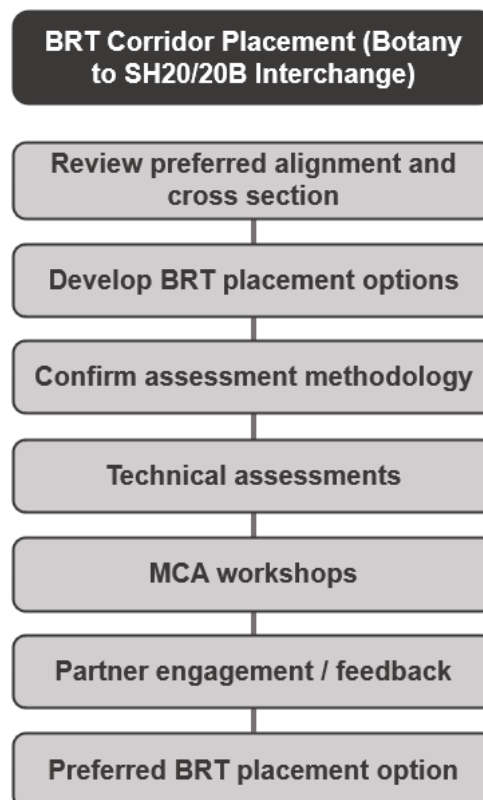 BRT Corridor Placement (Botany
to SH20/20B Interchange)
Review preferred alignment and
cross section
Develop BRT placement options
Confirm assessment methodology
Technical assessments
MCA workshops
Partner engagement / feedback
Preferred BRT placement option